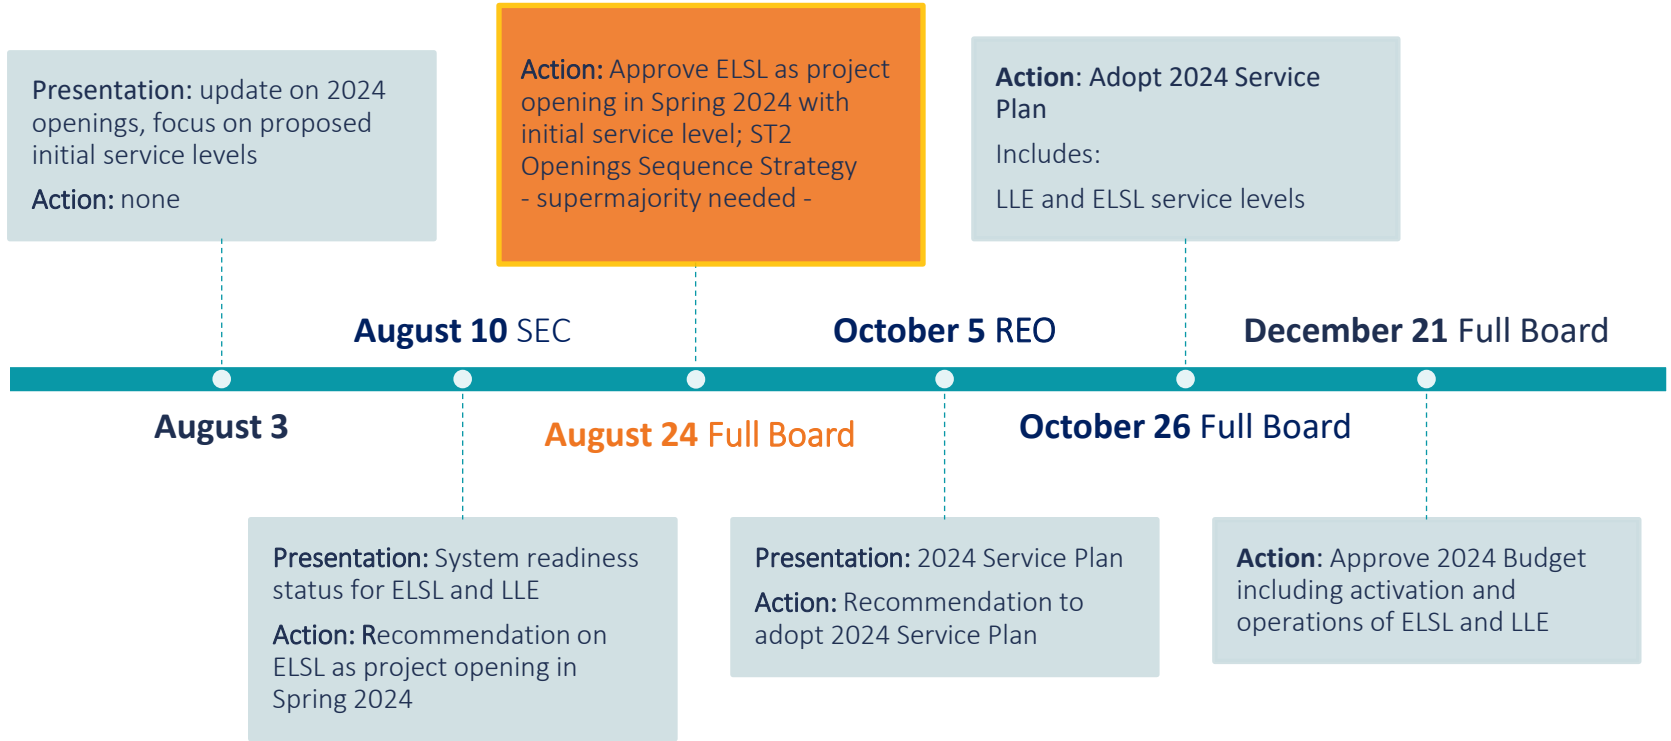 Presentation: update on 2024
openings, focus on proposed
initial service levels
Action: none
Action: Approve ELSL as project
opening in Spring 2024 with
initial service level; ST2
Openings Sequence Strategy
- supermajority needed -
Action: Adopt 2024 Service
Plan
Includes:
LLE and ELSL service levels
August 10 SEC
October 5 REO
December 21 Full Board
August 3
August 24 Full Board
October 26 Full Board
Presentation: System readiness
status for ELSL and LLE
Action: Recommendation on
ELSL as project opening in
Spring 2024
Presentation: 2024 Service Plan
Action: Recommendation to
adopt 2024 Service Plan
Action: Approve 2024 Budget
including activation and
operations of ELSL and LLE